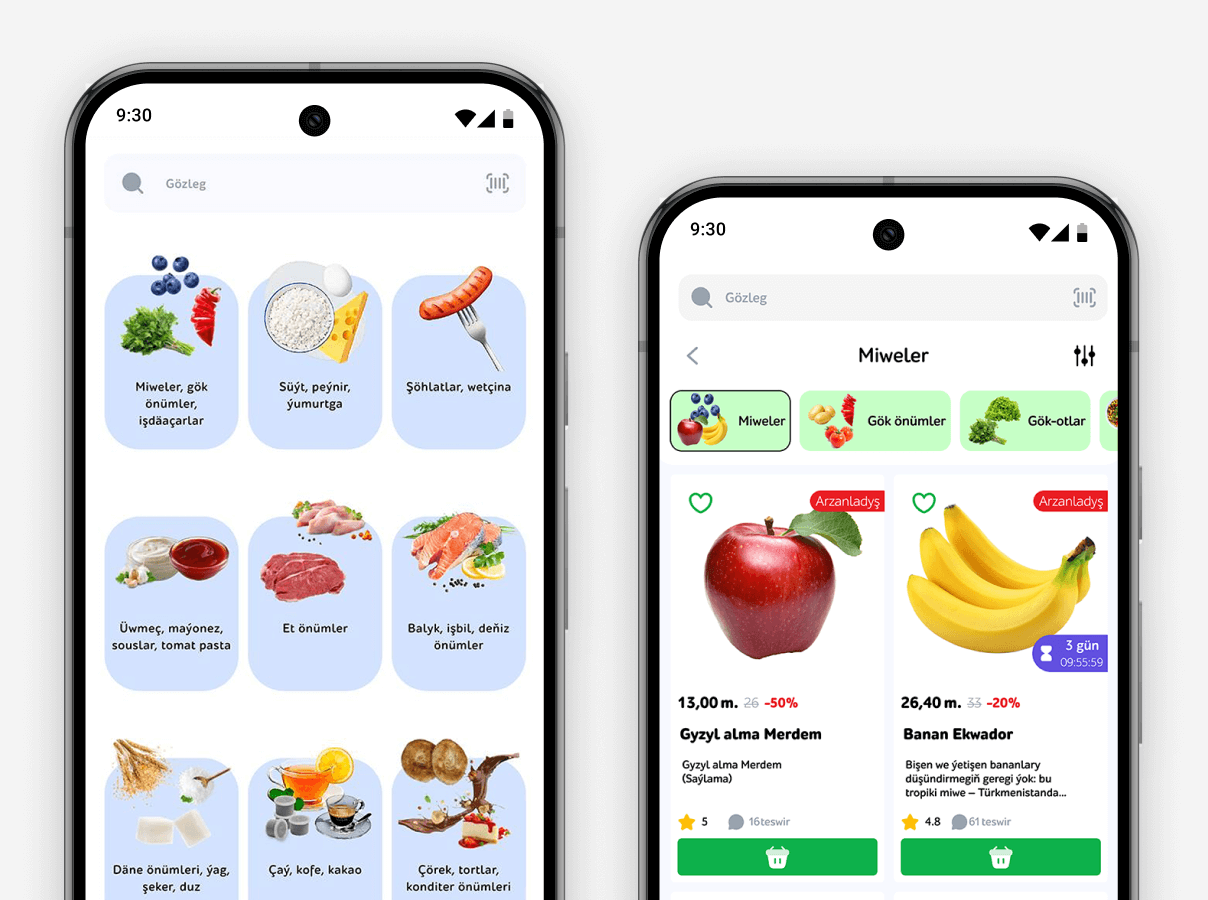 9:30
Gözleg
Miweler, gök
önümler,
işdäaçarlar
Süýt, peýnir,
ýumurtga
Şöhlatlar, wetçina
Üwmeç, maýonez,
souslar, tomat pasta
Et önümler
Balyk, işbil, deňiz
önümler
Däne önümleri, ýag,
şeker, duz
Çaý, kofe, kakao
Çörek, tortlar,
konditer önümleri
9:30
Gözleg
Miweler
Miweler
Gök önümler
Gök-otlar
Arzanladyş
13,00 m. 26 -50%
Gyzyl alma Merdem
Gyzyl alma Merdem
(Saýlama)
5 16teswir
Arzanladyş
3 gün
09:55:59
26,40 m. 33 -20%
Banan Ekwador
Bişen we ýetişen bananlary
düşündirmegiň geregi ýok: bu
tropiki miwe – Türkmenistanda...
4.8 61 teswir